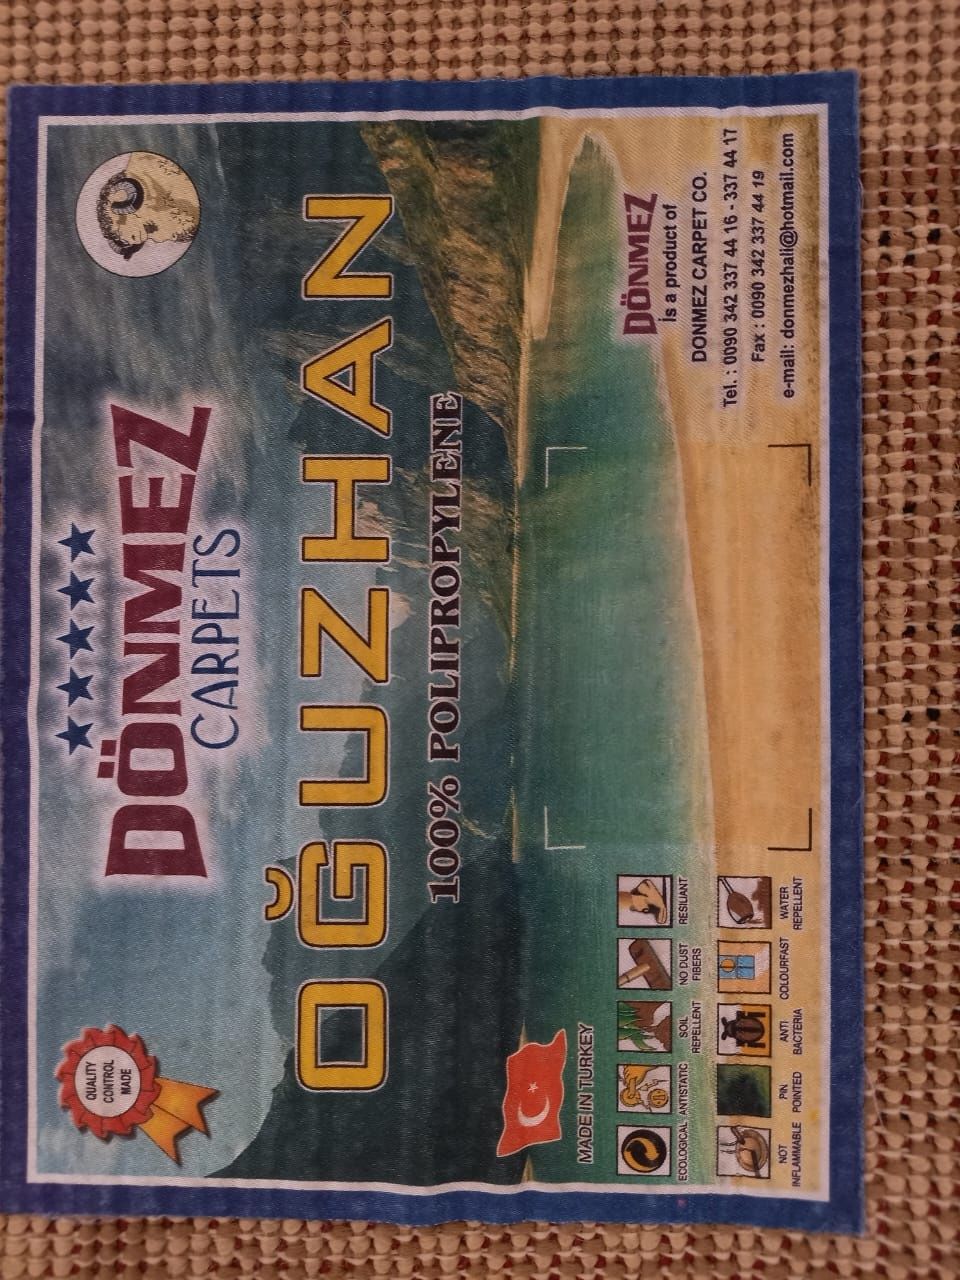 QUALITY
CONTROL
MADE
DÖNMEZ
CARPETS
OĞUZHAN
100% POLIPROPYLENE
MADE IN TURKEY
ECOLOGICAL
ANTISTATIC
SOIL
REPELLENT
NO DUST
FIBERS
RESILIANT
NOT
INFLAMMABLE
PIN
POINTED
ANTI
BACTERIA
COLOURFAST
WATER
REPELLENT
DÖNMEZ
İs a product of
DONMEZ CARPET CO.
Tel. : 0090 342 337 44 16 - 337 44 17
Fax : 0090 342 337 44 19
e-mail: donmezhali@hotmail.com